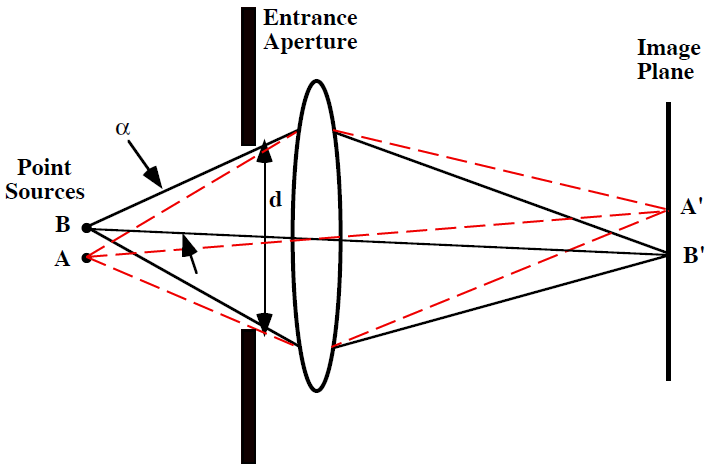 Entrance
Aperture
Image
Plane
α
Point
Sources
B
A
d
A'
B'